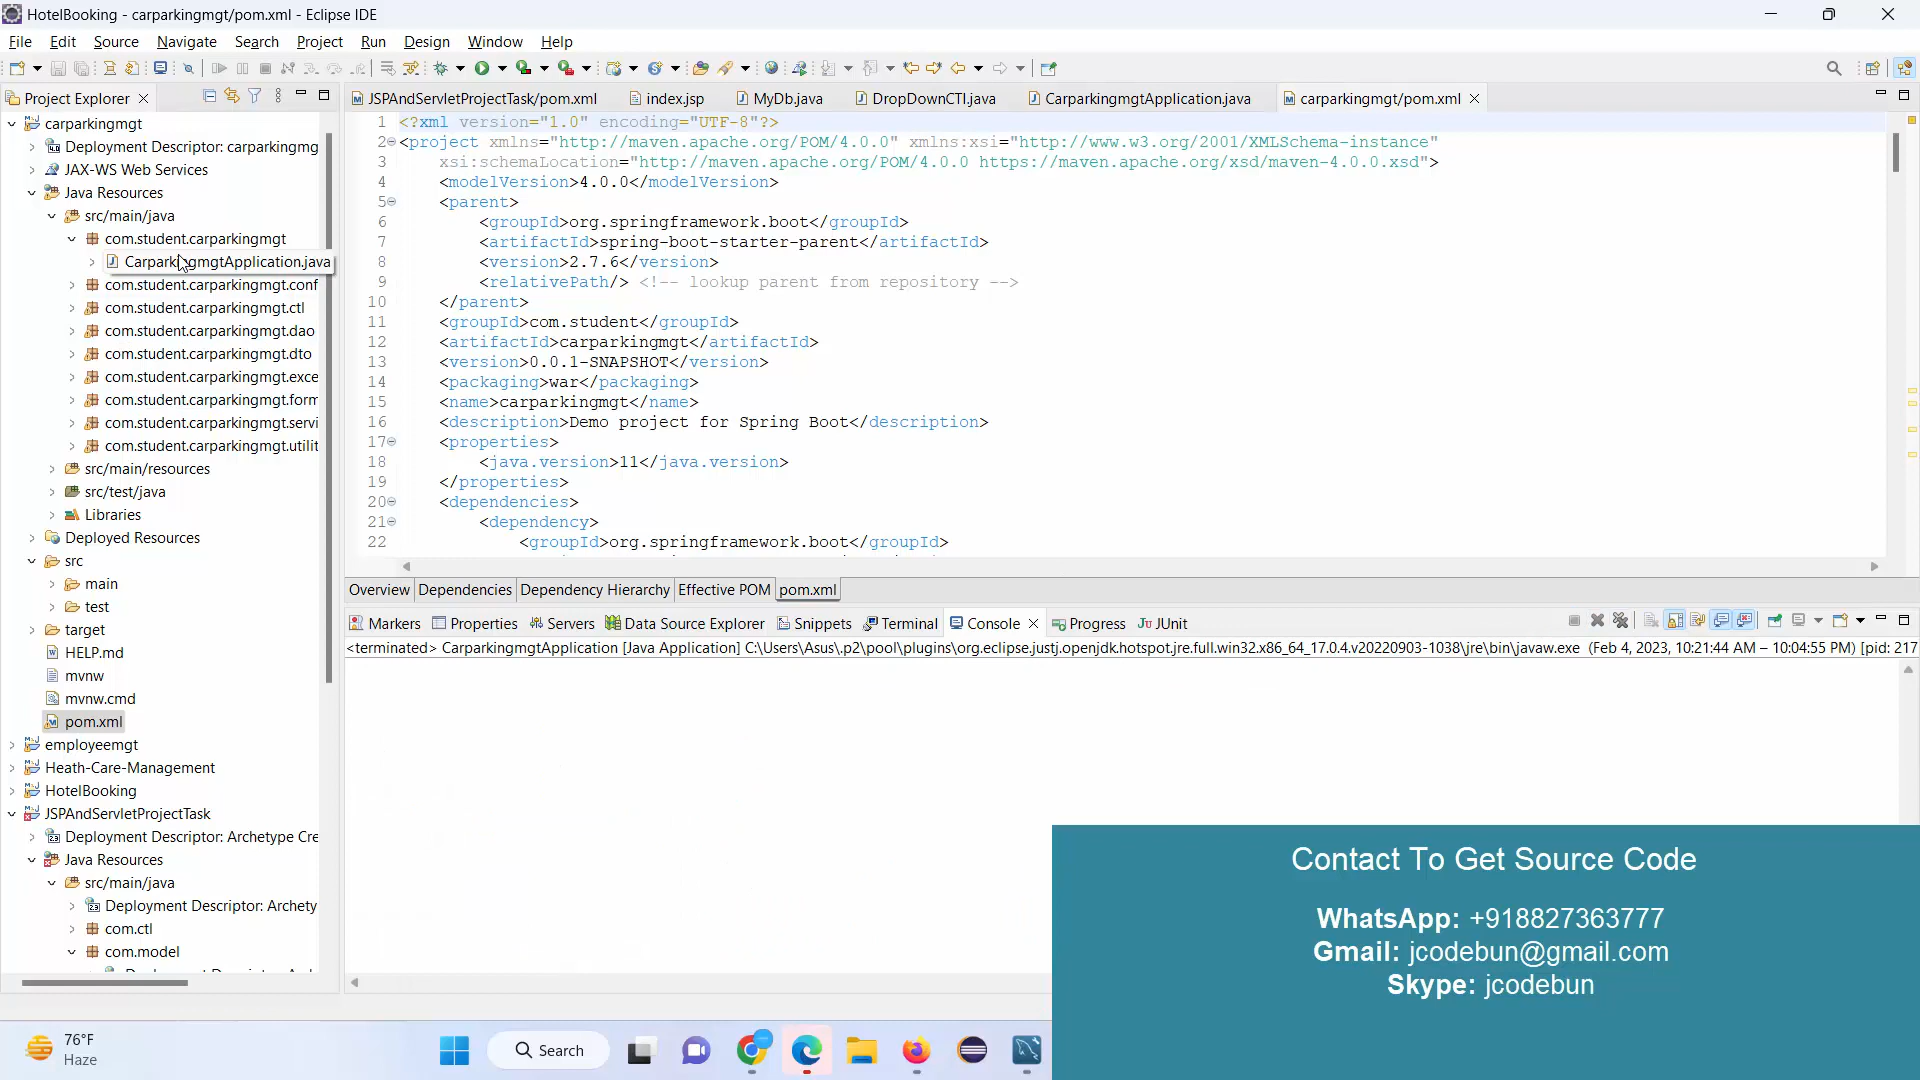 HotelBooking - carparkingmgt/pom.xml - Eclipse IDE
File Edit Source Navigate Search Project Run Design Window Help
Project Explorer
JSPAndServletProjectTask/pom.xml index.jsp MyDb.java DropDownCTl.java CarparkingmgtApplication.java carparkingmgt/pom.xml
carparkingmgt
Deployment Descriptor: carparkingmg
JAX-WS Web Services
Java Resources
src/main/java
com.student.carparkingmgt
CarparkingmgtApplication.java
com.student.carparkingmgt.conf
com.student.carparkingmgt.ctl
com.student.carparkingmgt.dao
com.student.carparkingmgt.dto
com.student.carparkingmgt.exce
com.student.carparkingmgt.form
com.student.carparkingmgt.servi
com.student.carparkingmgt.utilit
src/main/resources
src/test/java
Libraries
Deployed Resources
src
main
test
target
HELP.md
mvnw
mvnw.cmd
pom.xml
employeemgt
Heath-Care-Management
HotelBooking
JSPAndServletProjectTask
Deployment Descriptor: Archetype Cre
Java Resources
src/main/java
Deployment Descriptor: Archety
com.ctl
com.model
1 <?xml version="1.0" encoding="UTF-8"?>
2 <project xmlns="http://maven.apache.org/POM/4.0.0" xmlns:xsi="http://www.w3.org/2001/XMLSchema-instance"
3 xsi:schemaLocation="http://maven.apache.org/POM/4.0.0 https://maven.apache.org/xsd/maven-4.0.0.xsd">
4 <modelVersion>4.0.0</modelVersion>
5 <parent>
6 <groupId>org.springframework.boot</groupId>
7 <artifactId>spring-boot-starter-parent</artifactId>
8 <version>2.7.6</version>
9 <relativePath/> <!-- lookup parent from repository -->
10 </parent>
11 <groupId>com.student</groupId>
12 <artifactId>carparkingmgt</artifactId>
13 <version>0.0.1-SNAPSHOT</version>
14 <packaging>war</packaging>
15 <name>carparkingmgt</name>
16 <description>Demo project for Spring Boot</description>
17 <properties>
18 <java.version>11</java.version>
19 </properties>
20 <dependencies>
21 <dependency>
22 <groupId>org.springframework.boot</groupId>
Overview Dependencies Dependency Hierarchy Effective POM pom.xml
Markers Properties Servers Data Source Explorer Snippets Terminal Console Progress JUnit
<terminated> CarparkingmgtApplication [Java Application] C:\Users\Asus\.p2\pool\plugins\org.eclipse.justj.openjdk.hotspot.jre.full.win32.x86_64_17.0.4.v20220903-1038\jre\bin\javaw.exe (Feb 4, 2023, 10:21:44 AM – 10:04:55 PM) [pid: 217
Contact To Get Source Code
WhatsApp: +918827363777
Gmail: jcodebun@gmail.com
Skype: jcodebun
76°F
Haze
Search